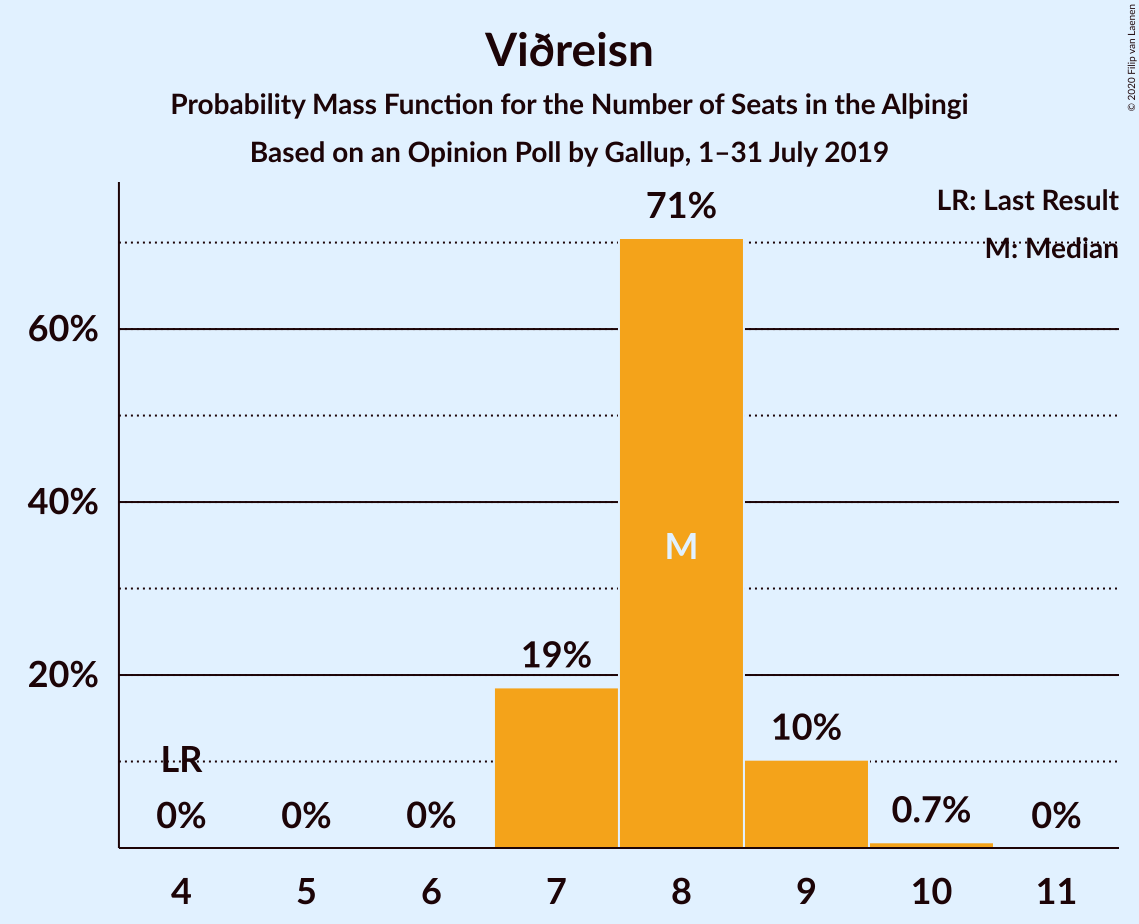 Viðreisn
Probability Mass Function for the Number of Seats in the Alþingi
Based on an Opinion Poll by Gallup, 1–31 July 2019
© 2020 Filip van Laenen
LR: Last Result
M: Median
71%
60%
40%
M
19%
20%
10%
LR
0%
0%
0%
0.7%
0%
4
5
6
7
8
9
10
11